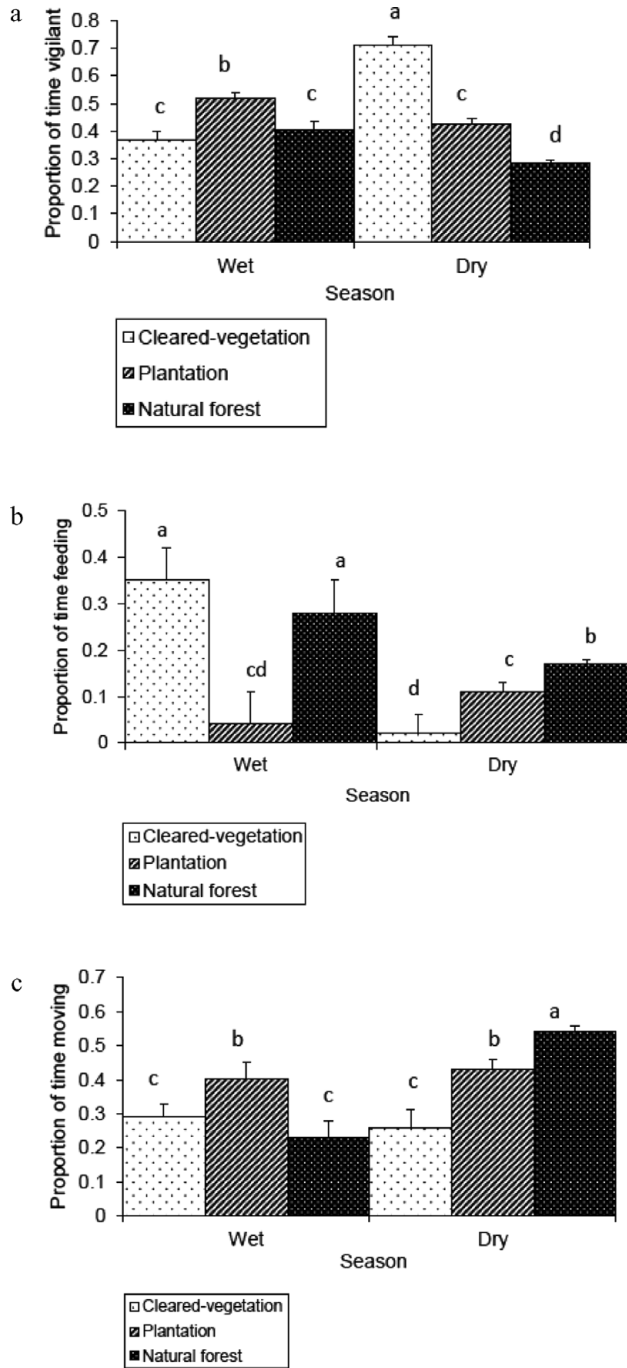 a
Proportion of time vigilant
0.8
0.7
0.6
0.5
0.4
0.3
0.2
0.1
0
c
b
c
a
c
d
Wet
Dry
Season
Cleared-vegetation
Plantation
Natural forest
b
Proportion of time feeding
0.5
0.4
0.3
0.2
0.1
0
a
cd
a
d
c
b
Wet
Dry
Season
Cleared-vegetation
Plantation
Natural forest
c
Proportion of time moving
0.7
0.6
0.5
0.4
0.3
0.2
0.1
0
c
b
c
c
b
a
Wet
Dry
Season
Cleared-vegetation
Plantation
Natural forest